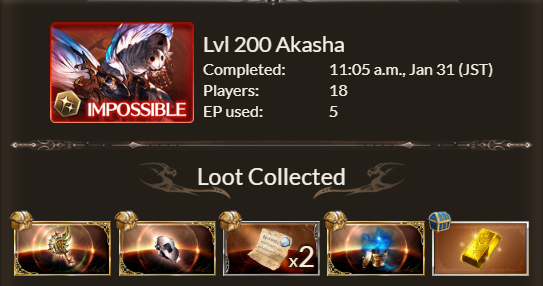 Lvl 200 Akasha
IMPOSSIBLE
Completed: 11:05 a.m., Jan 31 (JST)
Players: 18
EP used: 5
Loot Collected
x2